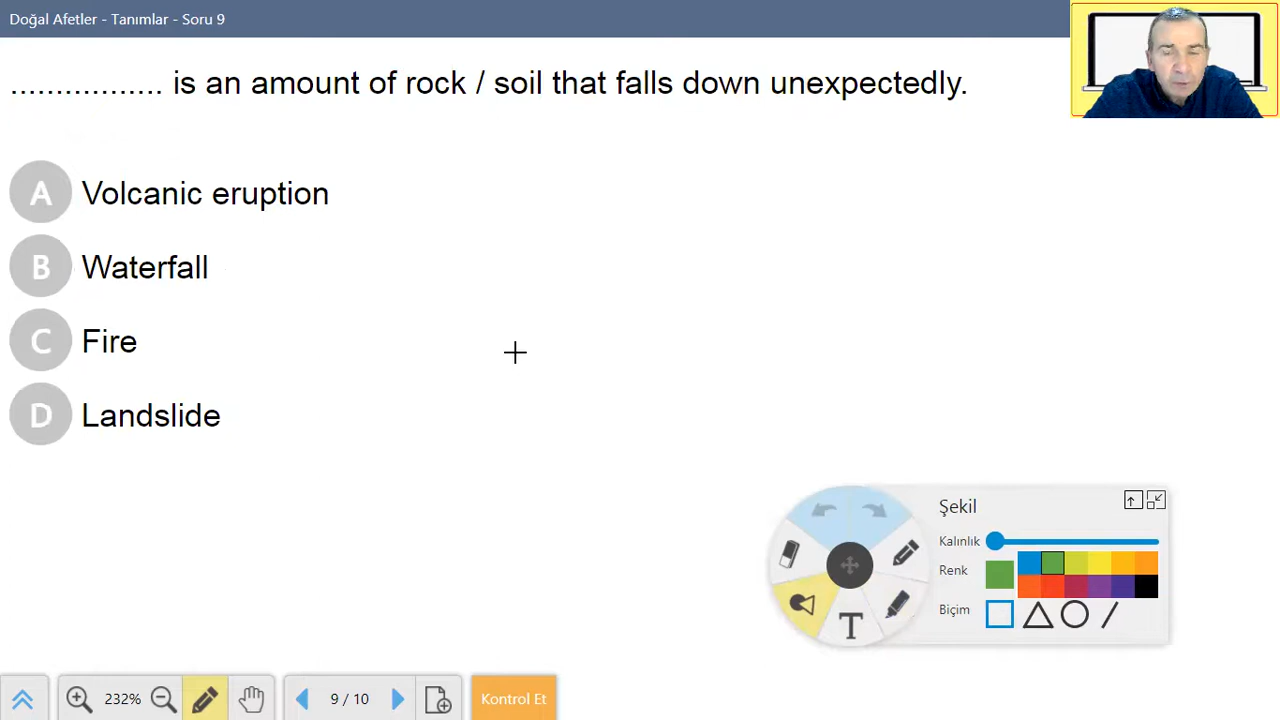 Doğal Afetler - Tanımlar - Soru 9
................. is an amount of rock / soil that falls down unexpectedly.
A Volcanic eruption
B Waterfall
C Fire
D Landslide
Şekil
Kalınlık
Renk
Biçim
T
232%
9 / 10
Kontrol Et